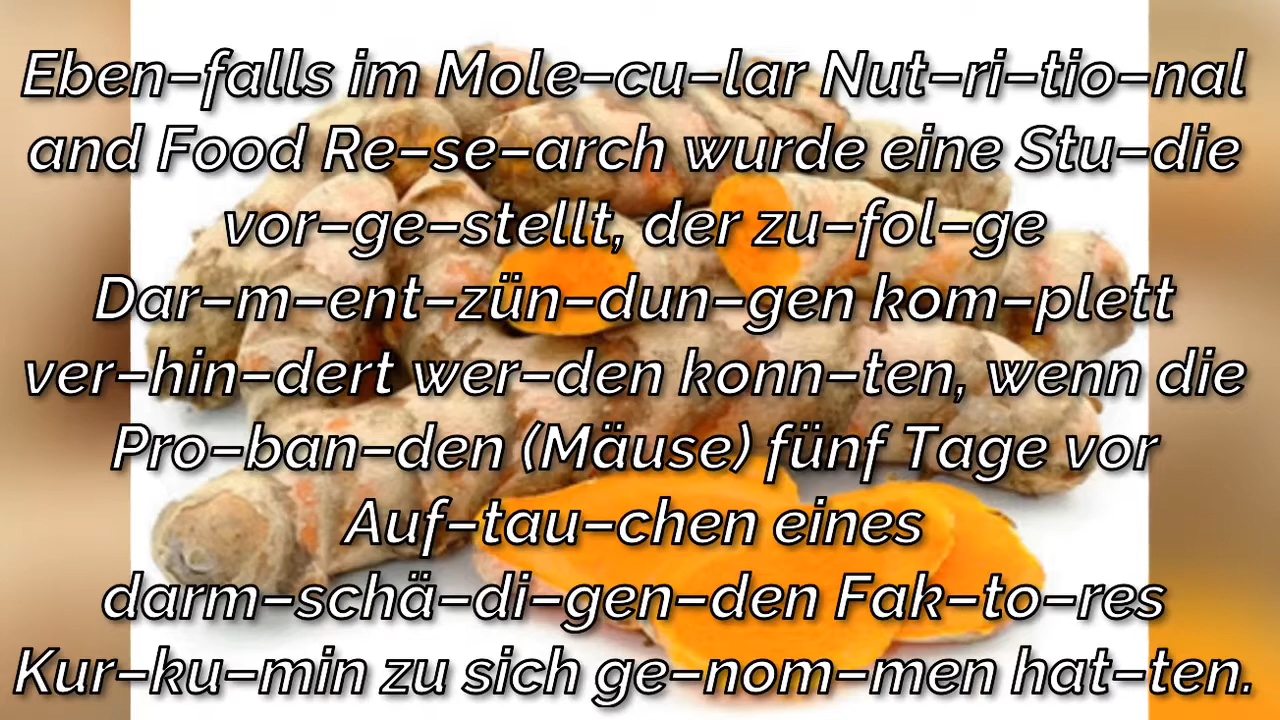 Eben–falls im Mole–cu–lar Nut–ri–tio–nal
and Food Re–se–arch wurde eine Stu–die
vor–ge–stellt, der zu–fol–ge
Dar–m–ent–zün–dun–gen kom–plett
ver–hin–dert wer–den konn–ten, wenn die
Pro–ban–den (Mäuse) fünf Tage vor
Auf–tau–chen eines
darm–schä–di–gen–den Fak–to–res
Kur–ku–min zu sich ge–nom–men hat–ten.